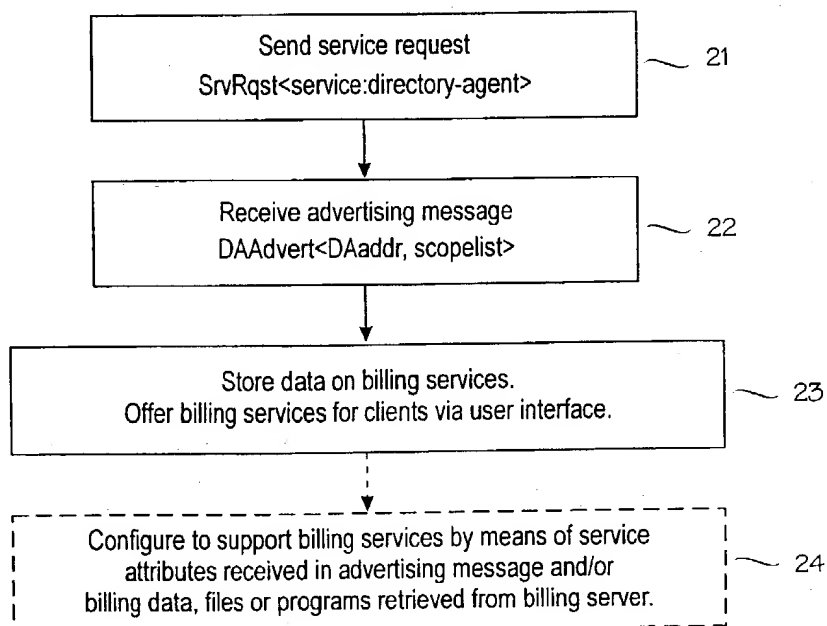 Send service request
SrvRqst<service:directory-agent>
21
Receive advertising message
DAAdvert<DAaddr, scopelist>
22
Store data on billing services.
Offer billing services for clients via user interface.
23
Configure to support billing services by means of service
attributes received in advertising message and/or
billing data, files or programs retrieved from billing server.
24